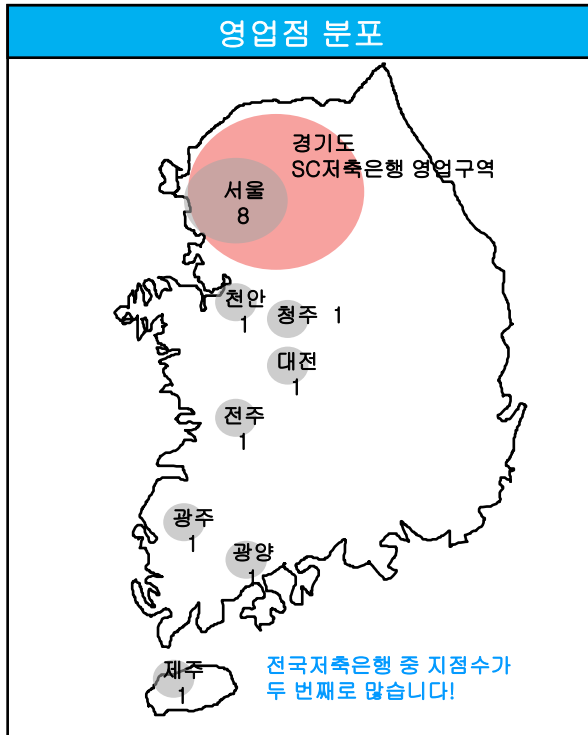 영업점 분포
경기도
SC저축은행 영업구역
서울
8
천안
1
청주 1
대전
1
전주
1
광주
1
광양
1
제주
1
전국저축은행 중 지점수가
두 번째로 많습니다!